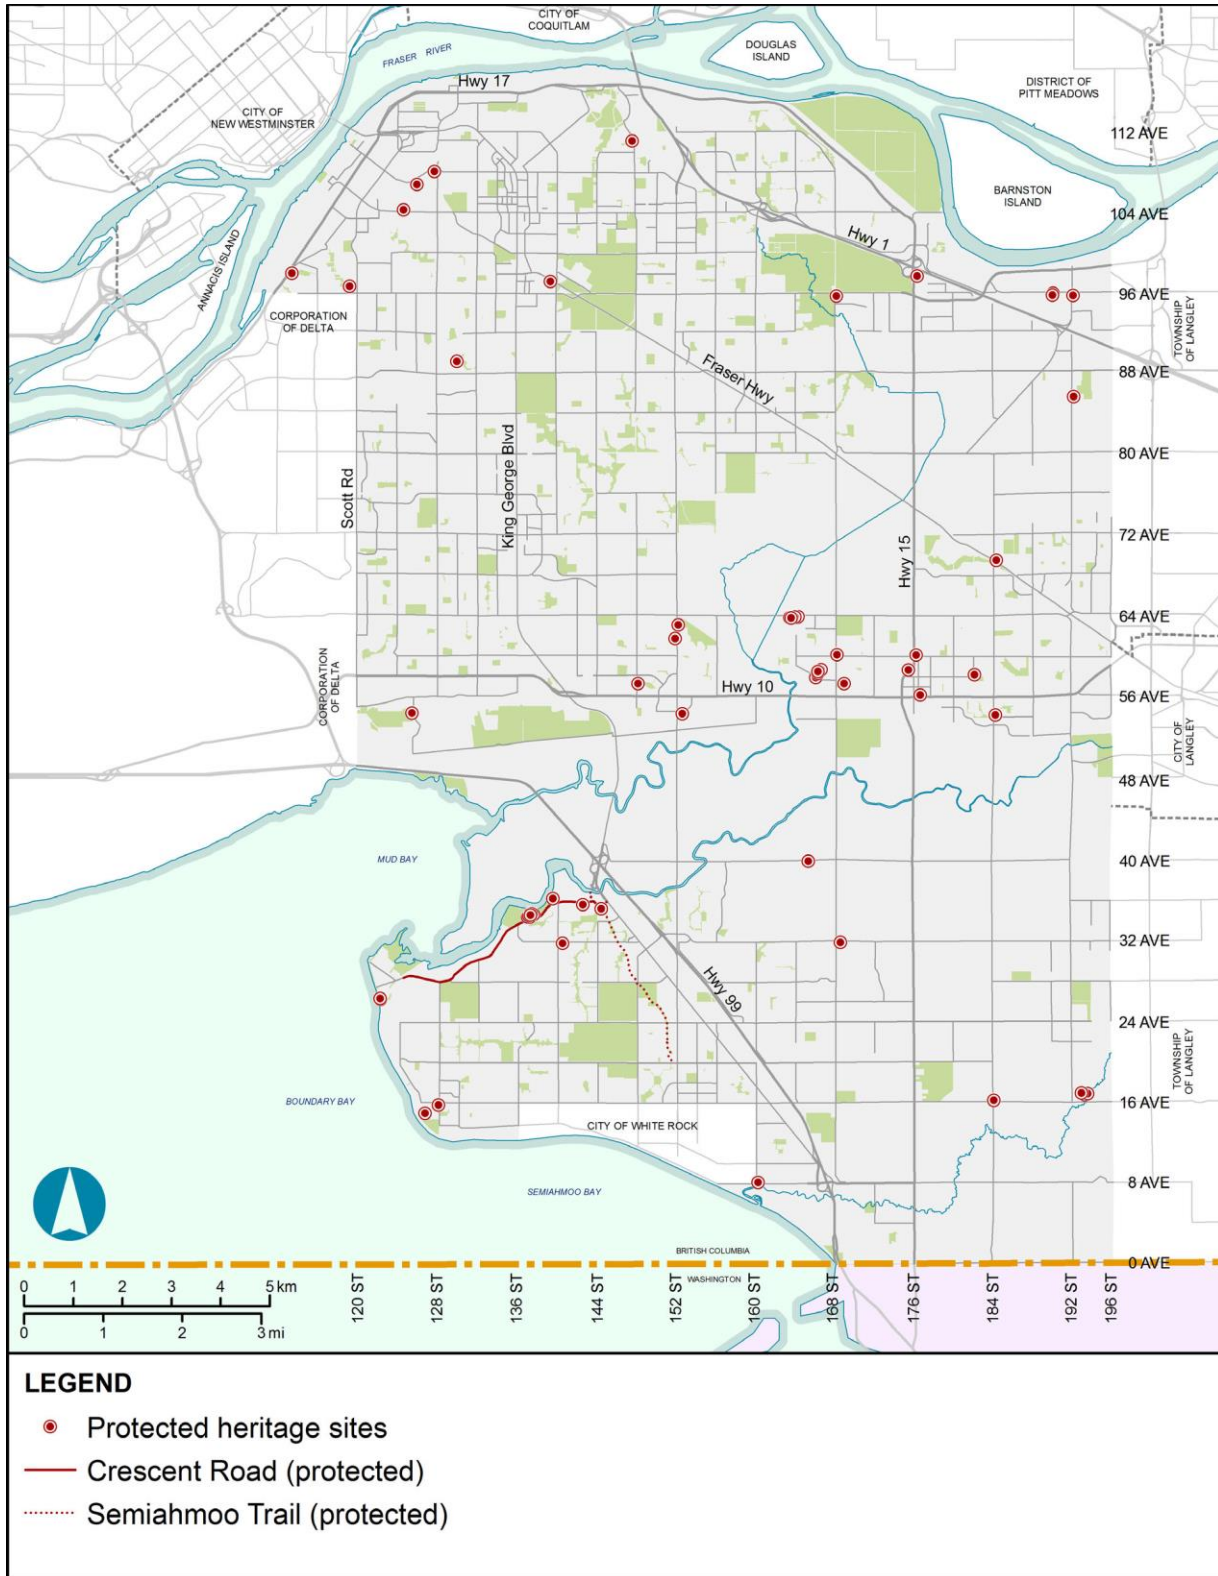 CITY OF
COQUITLAM
FRASER RIVER
DOUGLAS
ISLAND
Hwy 17
DISTRICT OF
PITT MEADOWS
CITY OF
NEW WESTMINSTER
112 AVE
BARNSTON
ISLAND
104 AVE
Hwy 1
ANNACIS ISLAND
96 AVE
CORPORATION
OF DELTA
TOWNSHIP
OF LANGLEY
Fraser Hwy
88 AVE
80 AVE
Scott Rd
King George Blvd
72 AVE
Hwy 15
64 AVE
CORPORATION
OF DELTA
Hwy 10
56 AVE
CITY OF
LANGLEY
48 AVE
MUD BAY
40 AVE
32 AVE
Hwy 99
24 AVE
TOWNSHIP
OF LANGLEY
BOUNDARY BAY
16 AVE
CITY OF WHITE ROCK
SEMIAHMOO BAY
8 AVE
BRITISH COLUMBIA
0 AVE
WASHINGTON
0 1 2 3 4 5 km
0 1 2 3 mi
120 ST
128 ST
136 ST
144 ST
152 ST
160 ST
168 ST
176 ST
184 ST
192 ST
196 ST
LEGEND
Protected heritage sites
Crescent Road (protected)
Semiahmoo Trail (protected)